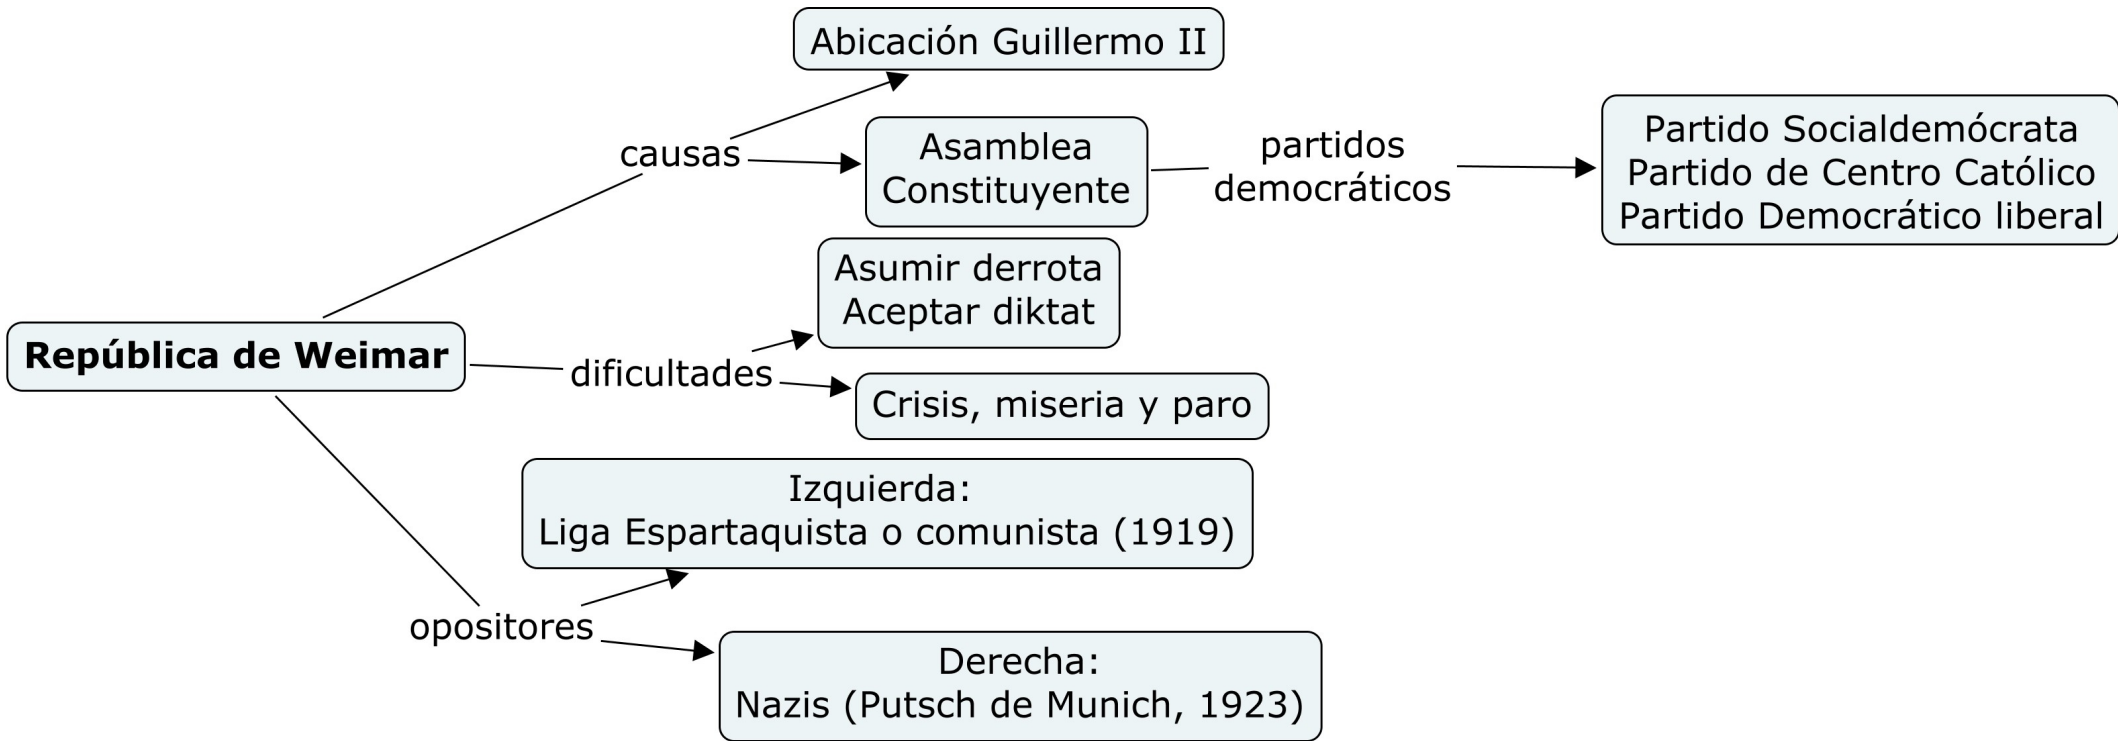 República de Weimar
causas
Abicación Guillermo II
Asamblea
Constituyente
partidos
democráticos
Partido Socialdemócrata
Partido de Centro Católico
Partido Democrático liberal
dificultades
Asumir derrota
Aceptar diktat
Crisis, miseria y paro
opositores
Izquierda:
Liga Espartaquista o comunista (1919)
Derecha:
Nazis (Putsch de Munich, 1923)